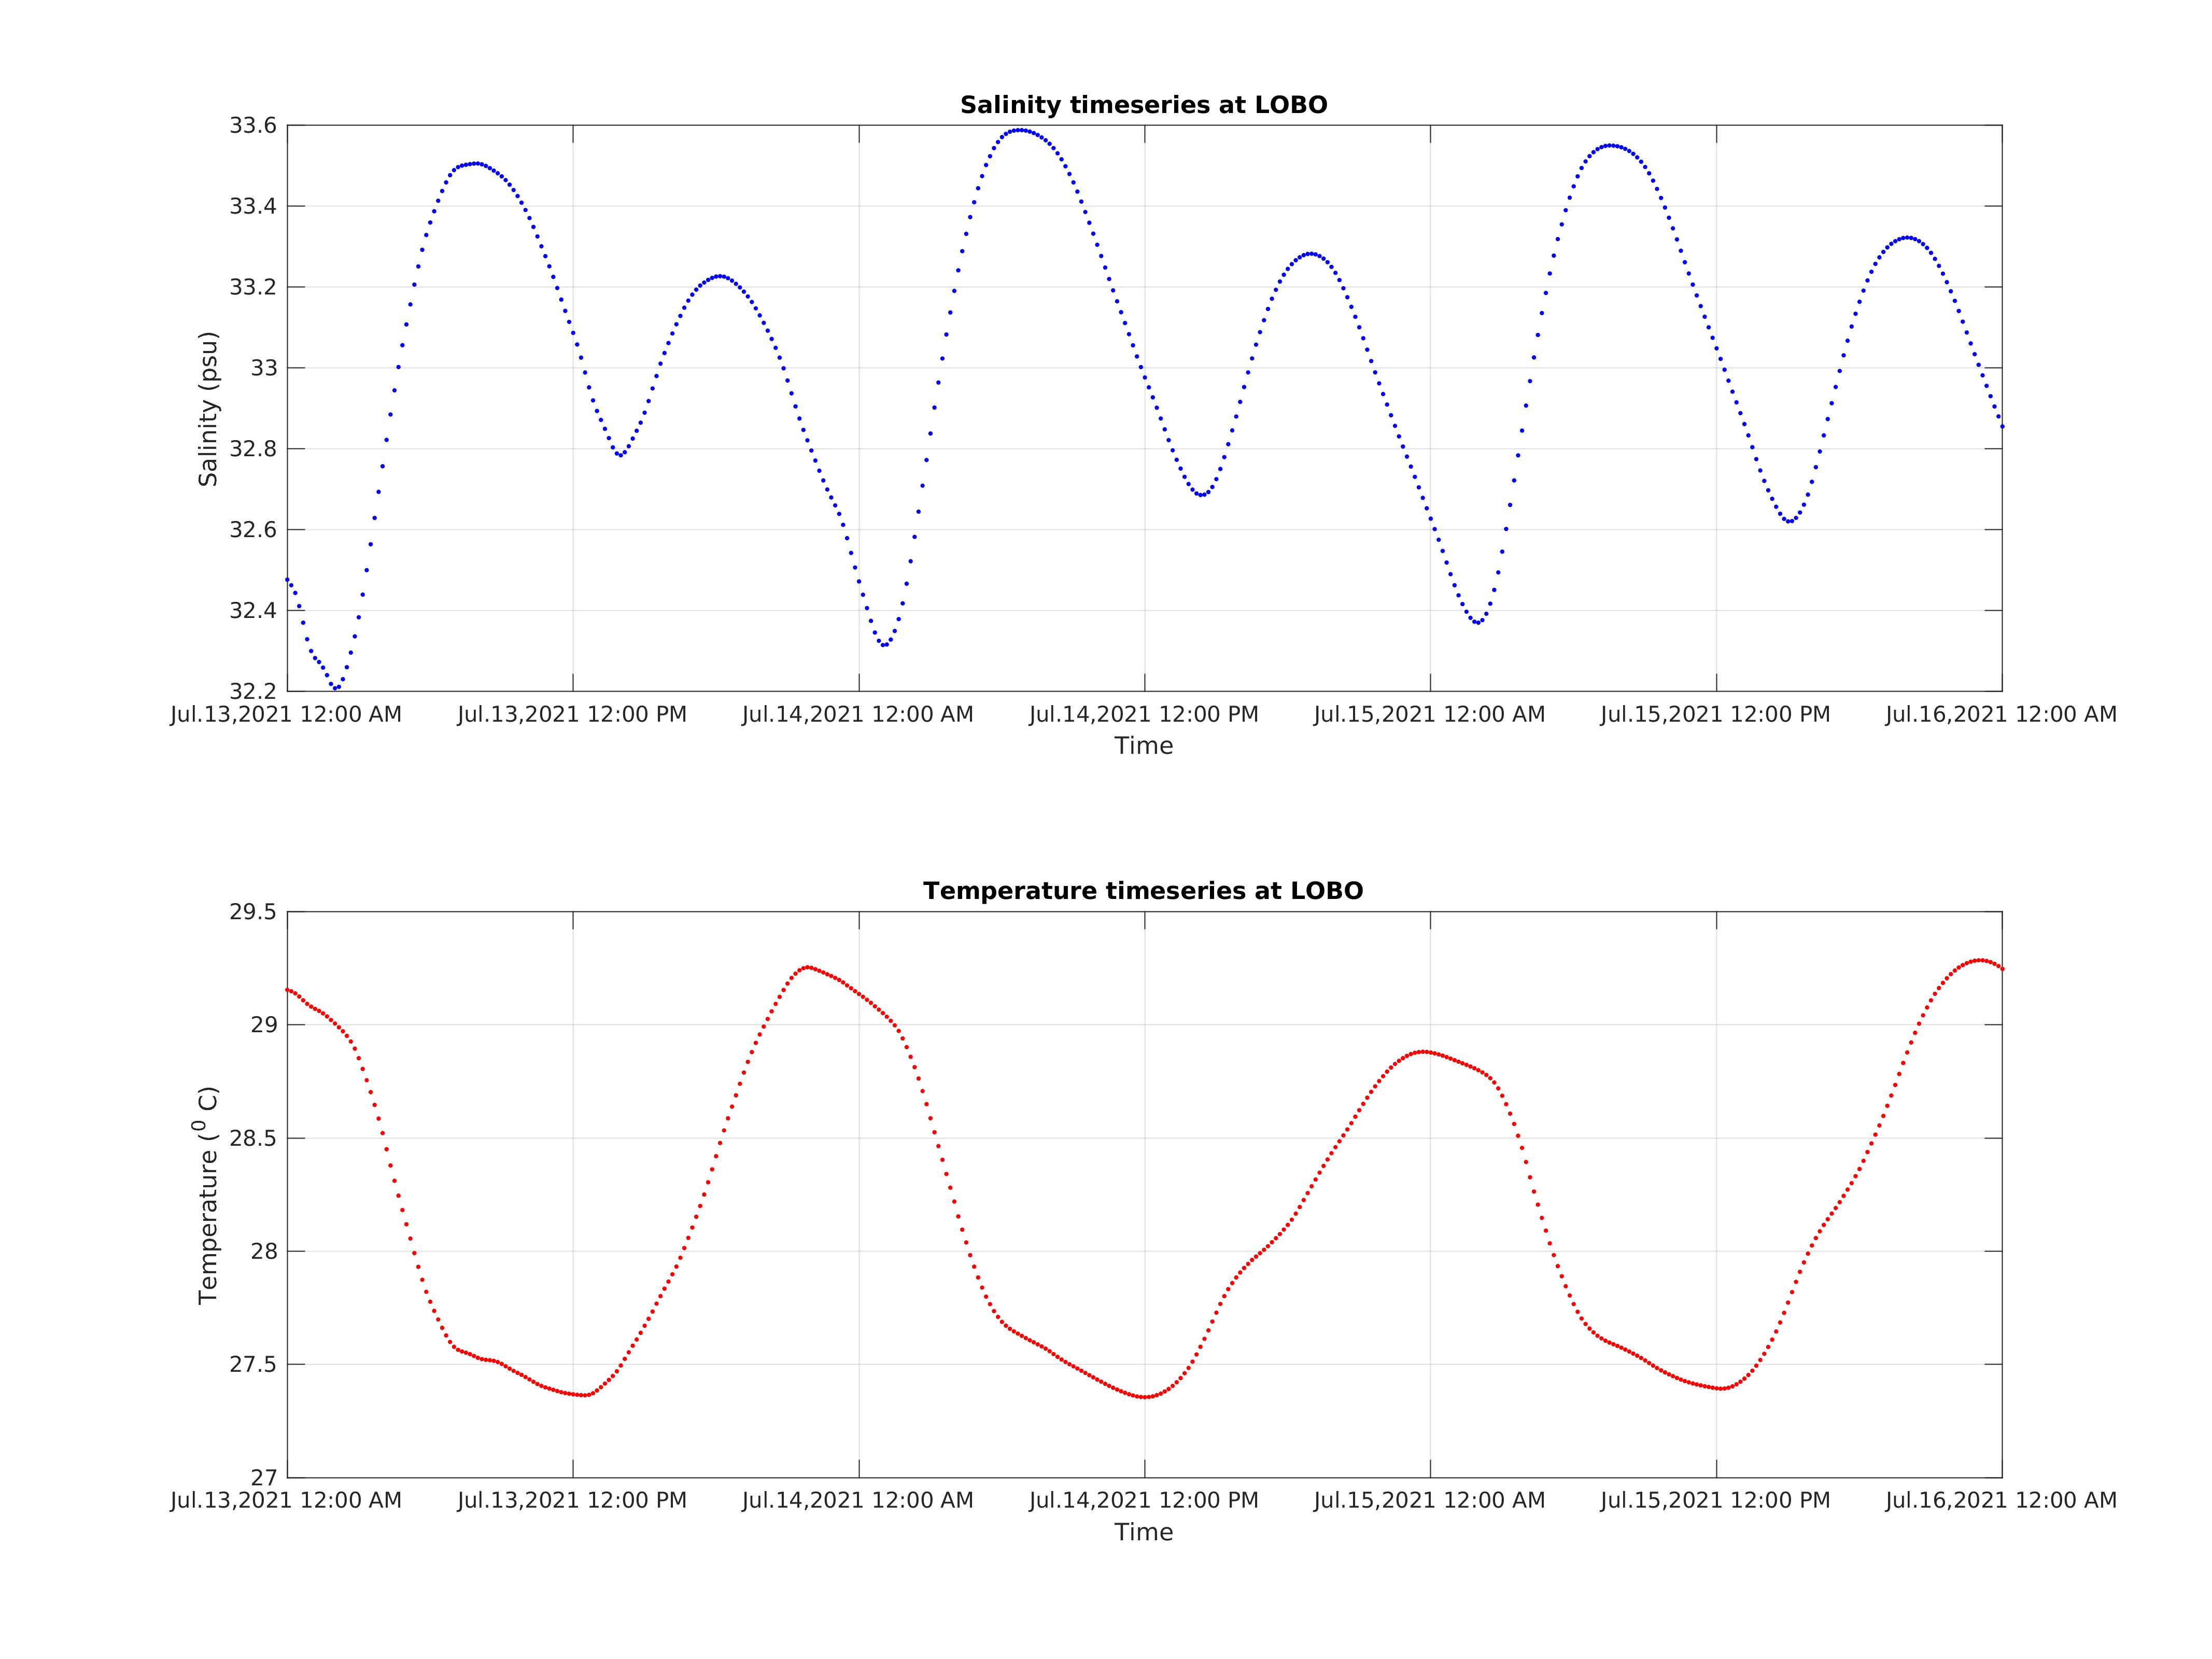 Salinity timeseries at LOBO
33.6
33.4
33.2
33
32.8
32.6
32.4
32.2
Salinity (psu)
Jul.13,2021 12:00 AM Jul.13,2021 12:00 PM Jul.14,2021 12:00 AM Jul.14,2021 12:00 PM Jul.15,2021 12:00 AM Jul.15,2021 12:00 PM Jul.16,2021 12:00 AM
Time
Temperature timeseries at LOBO
29.5
29
28.5
28
27.5
27
Temperature (⁰ C)
Jul.13,2021 12:00 AM Jul.13,2021 12:00 PM Jul.14,2021 12:00 AM Jul.14,2021 12:00 PM Jul.15,2021 12:00 AM Jul.15,2021 12:00 PM Jul.16,2021 12:00 AM
Time